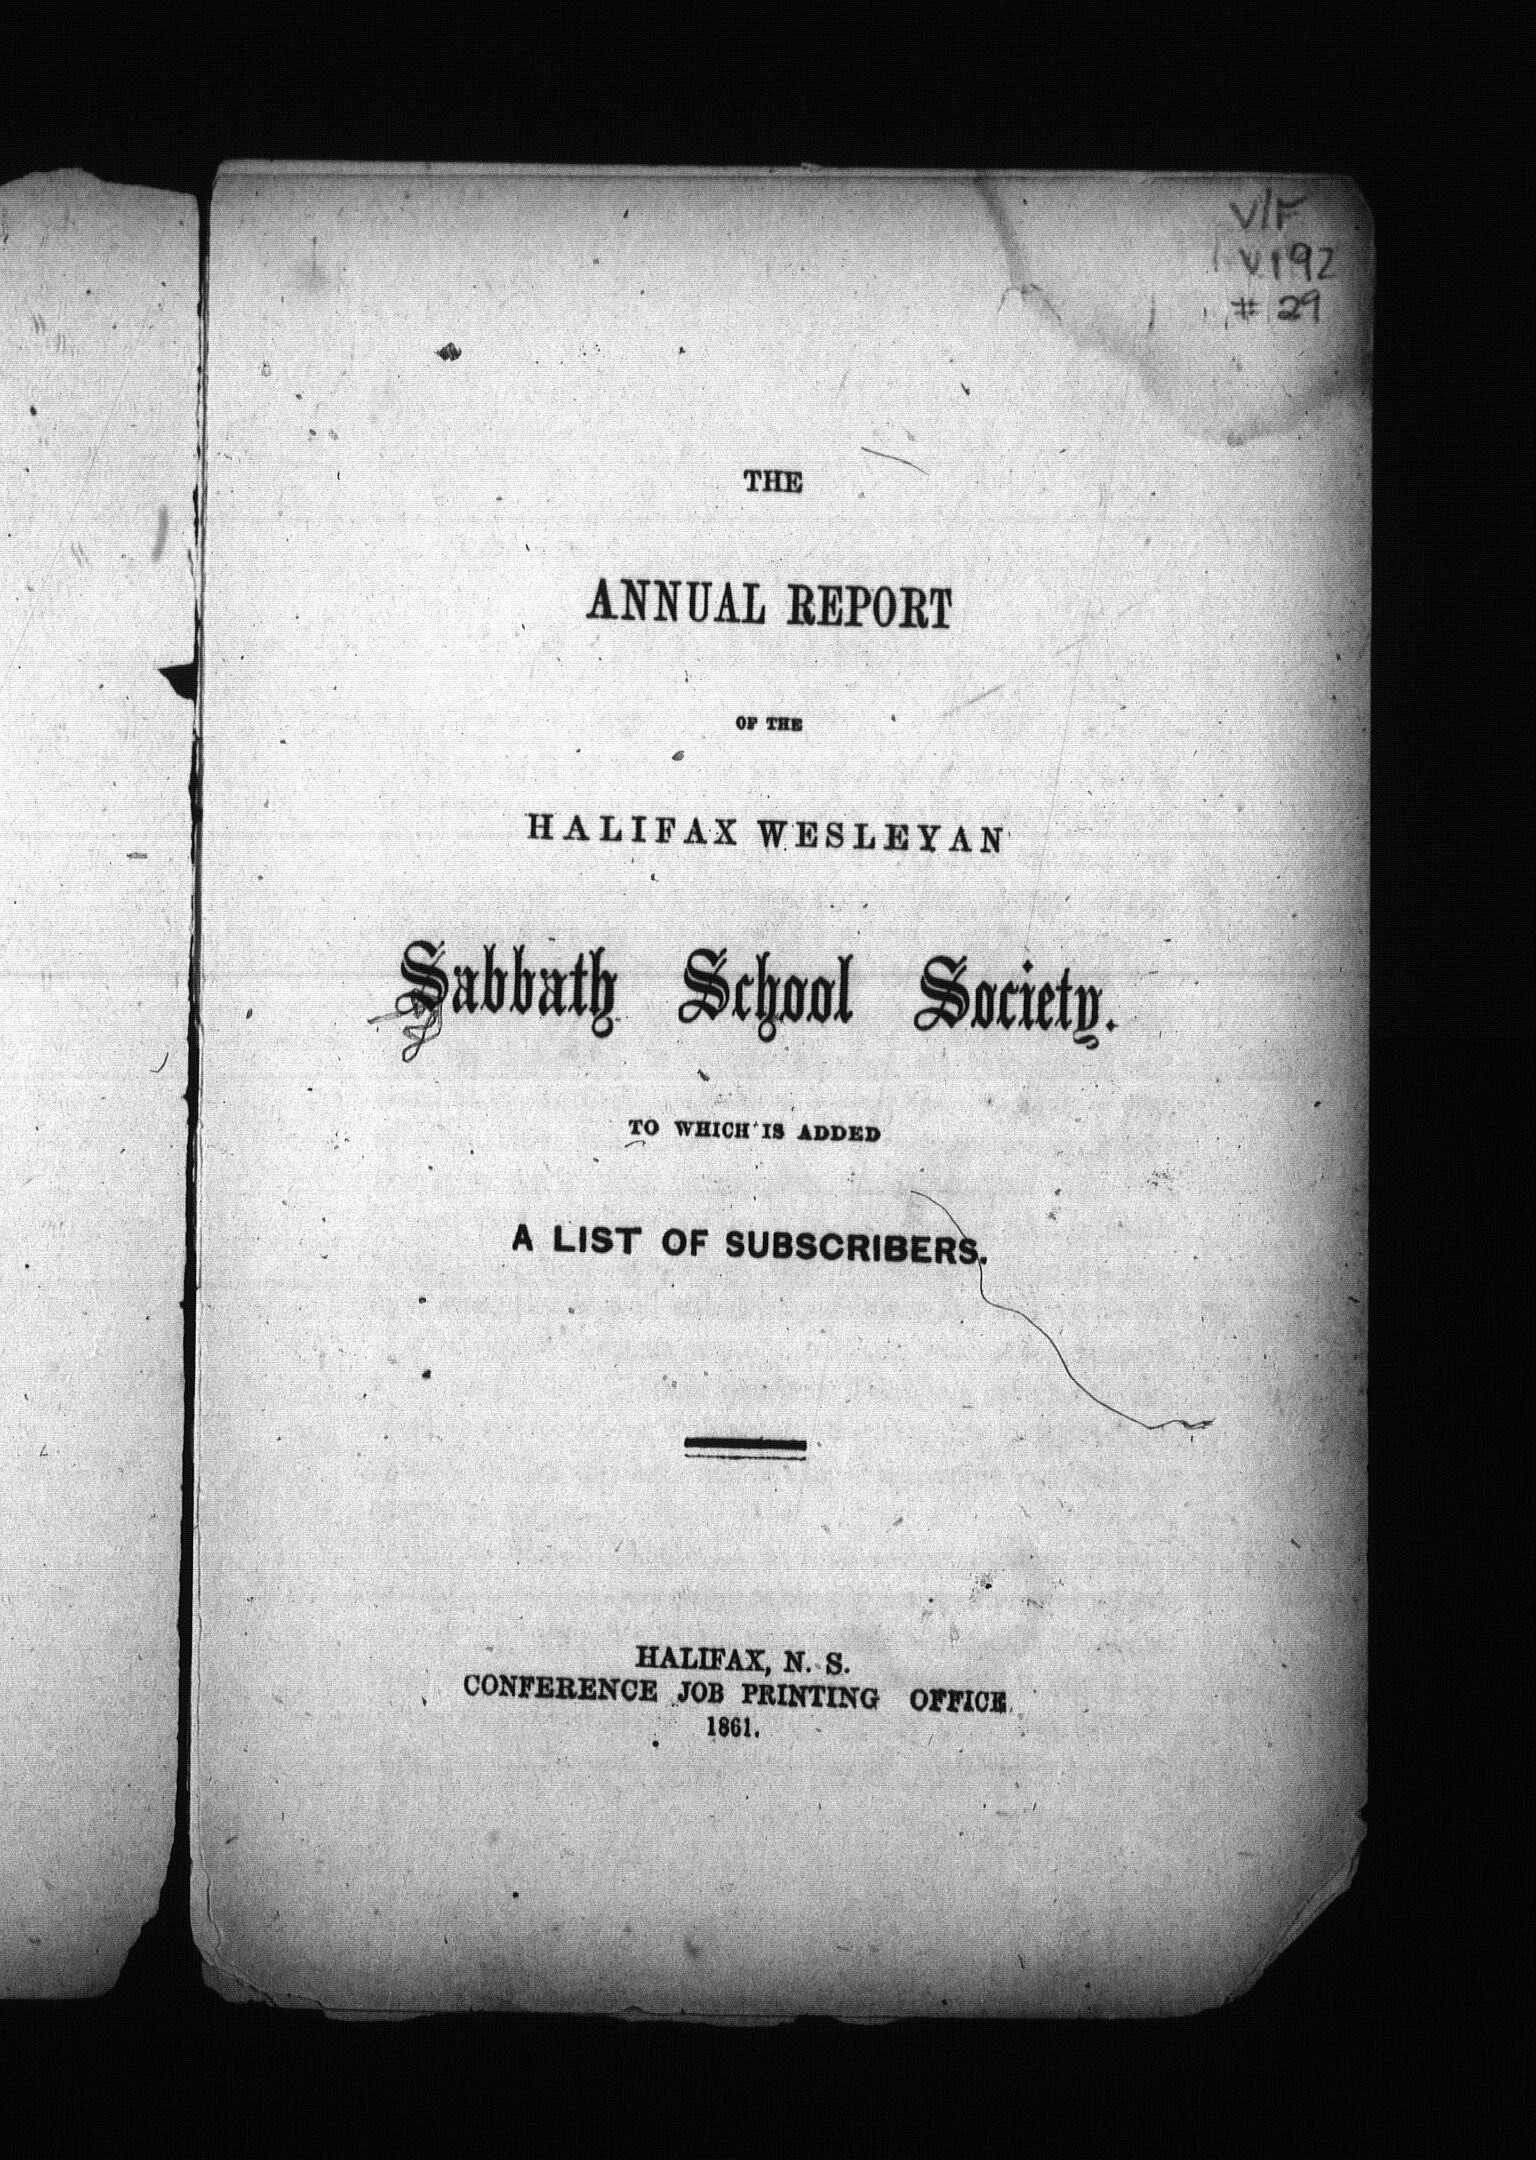 V/F
V192
# 29
THE
ANNUAL REPORT
OF THE
HALIFAX WESLEYAN
Sabbath School Society.
TO WHICH IS ADDED
A LIST OF SUBSCRIBERS.
HALIFAX, N. S.
CONFERENCE JOB PRINTING OFFICE
1861.